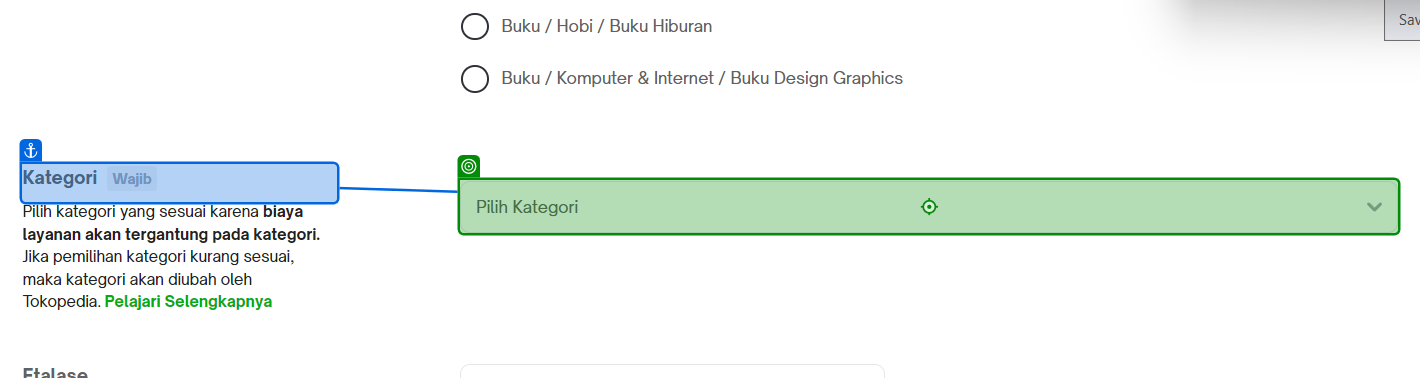 Buku / Hobi / Buku Hiburan
Buku / Komputer & Internet / Buku Design Graphics
Kategori Wajib
Pilih kategori yang sesuai karena biaya
layanan akan tergantung pada kategori.
Jika pemilihan kategori kurang sesuai,
maka kategori akan diubah oleh
Tokopedia. Pelajari Selengkapnya
Pilih Kategori
Etalase